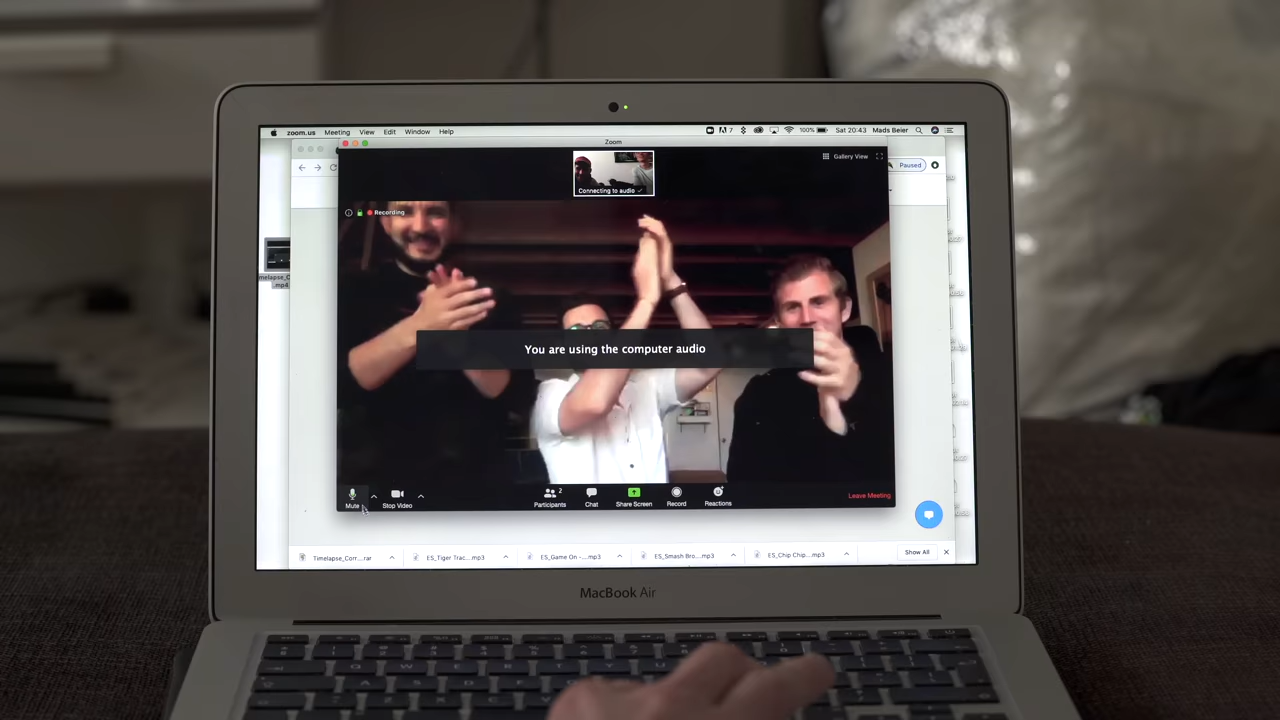 zoom.us Meeting View Edit Window Help
7 100% Sat 20:43 Mads Beier
Zoom
Gallery View
Paused
Connecting to audio
Recording
.mp4
You are using the computer audio
Mute Stop Video 2 Participants Chat Share Screen Record Reactions Leave Meeting
Timelapse_Corr....rar ES_Tiger Trac....mp3 ES_Game On -....mp3 ES_Smash Bro....mp3 ES_Chip Chip....mp3 Show All
MacBook Air